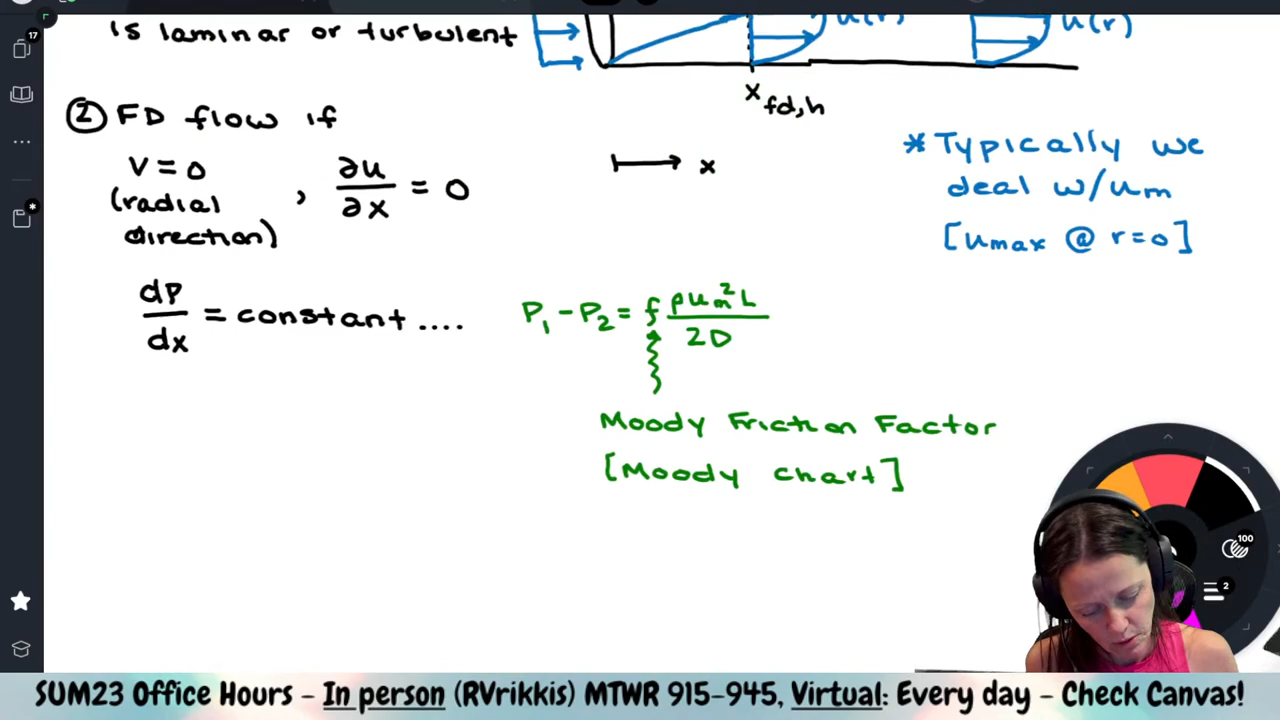 is laminar or turbulent
u(r)
u(r)
x fd,h
② FD flow if
v = 0
(radial direction)
, ∂u/∂x = 0
x
*Typically we
deal w/ um
[umax @ r=0]
dP/dx = constant ....
P1 - P2 = f ρum²L / 2D
Moody Friction Factor
[Moody Chart]
17
100
2
SUM23 Office Hours - In person (RVrikkis) MTWR 915-945, Virtual: Every day - Check Canvas!